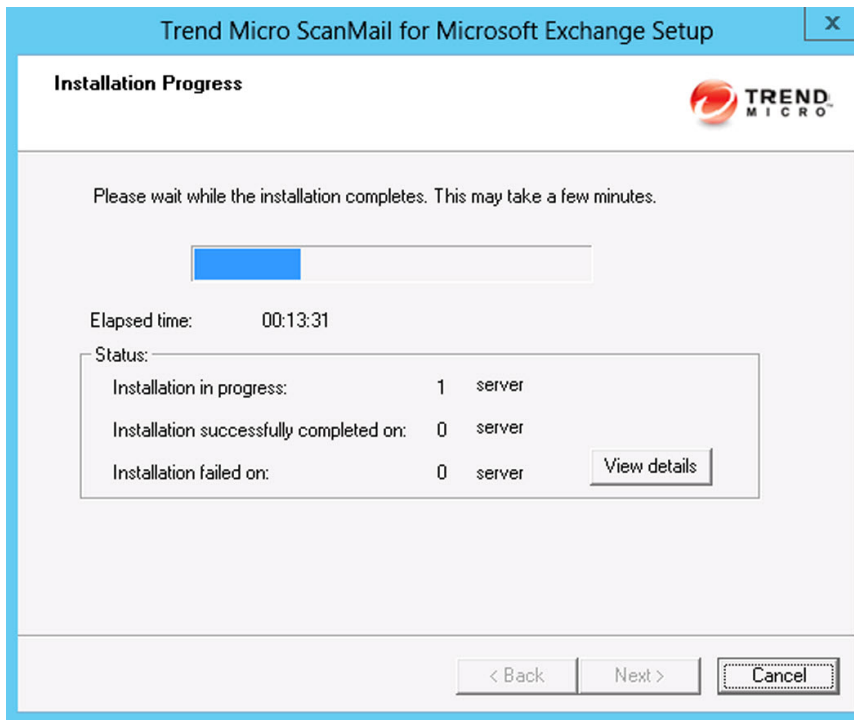 Trend Micro ScanMail for Microsoft Exchange Setup
x
Installation Progress
TREND
MICRO
Please wait while the installation completes. This may take a few minutes.
Elapsed time: 00:13:31
Status:
Installation in progress: 1 server
Installation successfully completed on: 0 server
Installation failed on: 0 server View details
< Back Next > Cancel